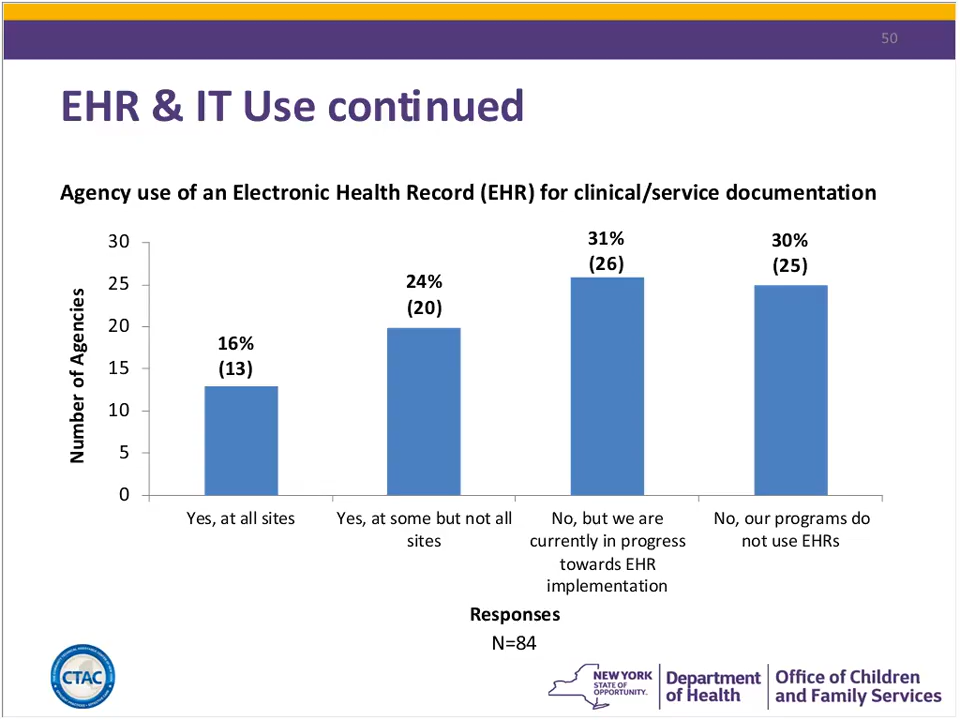 50
EHR & IT Use continued
Agency use of an Electronic Health Record (EHR) for clinical/service documentation
Number of Agencies
30
25
20
15
10
5
0
16%
(13)
24%
(20)
31%
(26)
30%
(25)
Yes, at all sites
Yes, at some but not all
sites
No, but we are
currently in progress
towards EHR
implementation
No, our programs do
not use EHRs
Responses
N=84
CTAC
NEW YORK
STATE OF
OPPORTUNITY.
Department
of Health
Office of Children
and Family Services